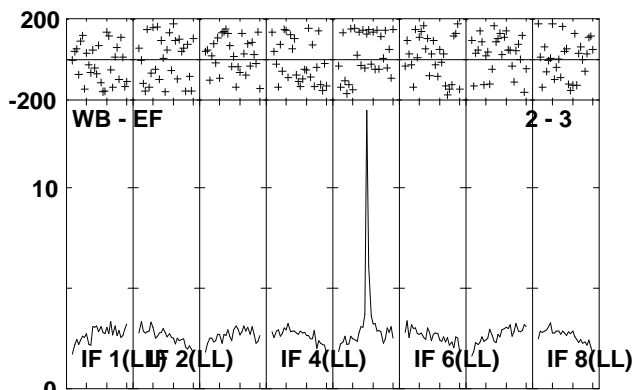 200
-200
WB - EF 2 - 3
10
IF 1(LL) IF 2(LL) IF 4(LL) IF 6(LL) IF 8(LL)
0